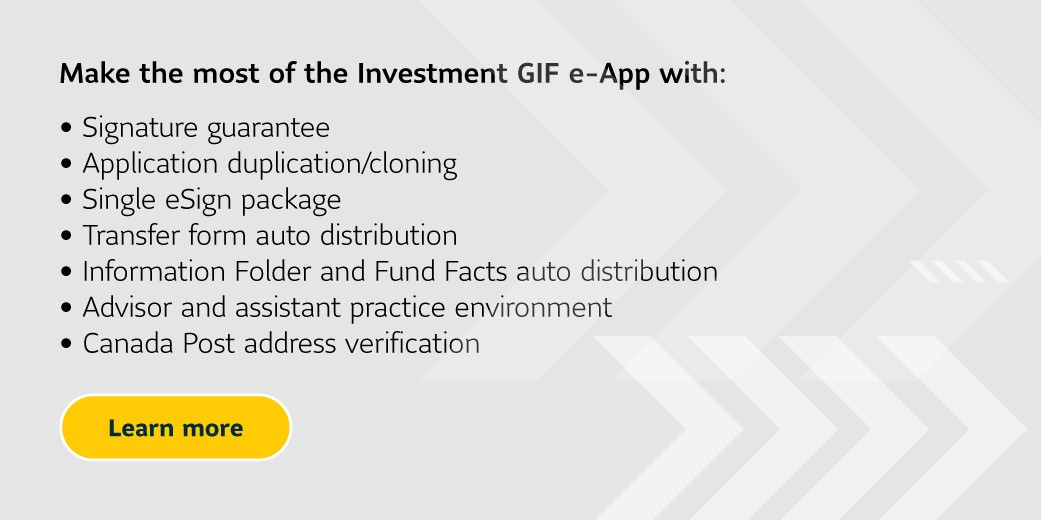 Make the most of the Investment GIF e-App with:
• Signature guarantee
• Application duplication/cloning
• Single eSign package
• Transfer form auto distribution
• Information Folder and Fund Facts auto distribution
• Advisor and assistant practice environment
• Canada Post address verification
Learn more